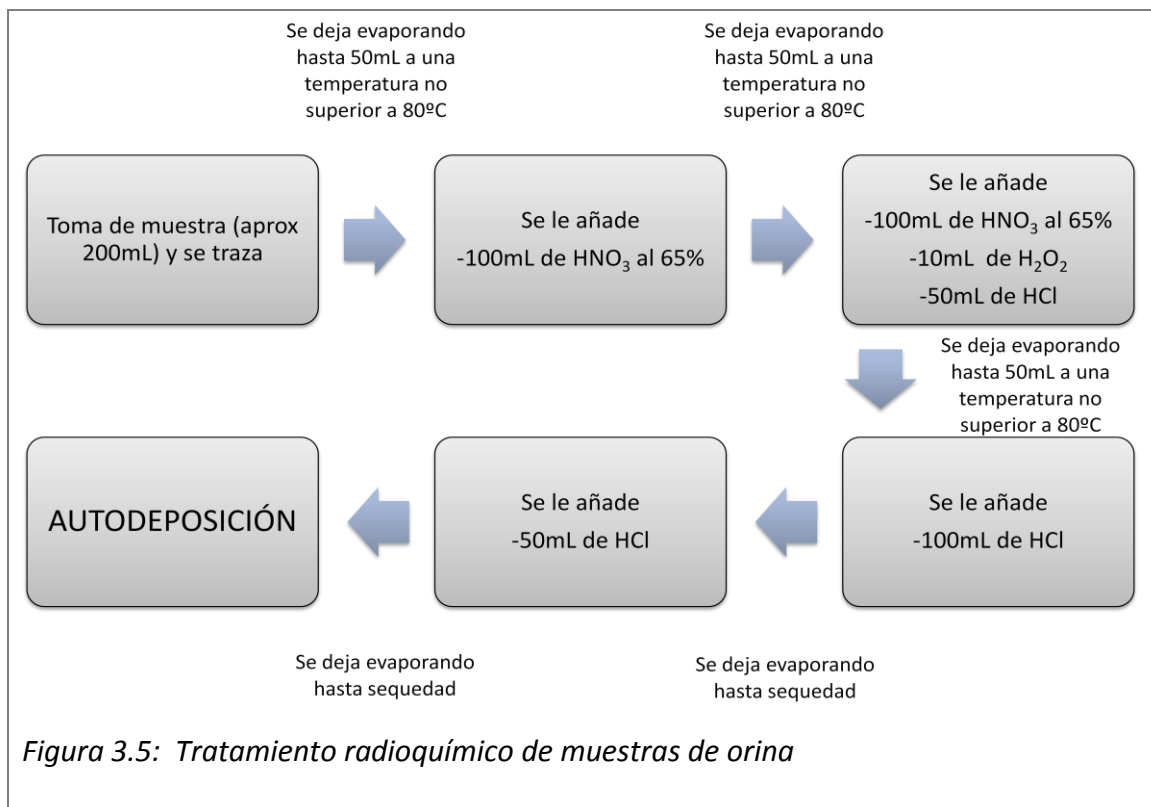 Se deja evaporando
hasta 50mL a una
temperatura no
superior a 80ºC
Se deja evaporando
hasta 50mL a una
temperatura no
superior a 80ºC
Toma de muestra (aprox
200mL) y se traza
Se le añade
-100mL de HNO₃ al 65%
Se le añade
-100mL de HNO₃ al 65%
-10mL de H₂O₂
-50mL de HCl
Se deja evaporando
hasta 50mL a una
temperatura no
superior a 80ºC
Se le añade
-100mL de HCl
Se le añade
-50mL de HCl
AUTODEPOSICIÓN
Se deja evaporando
hasta sequedad
Se deja evaporando
hasta sequedad
Figura 3.5: Tratamiento radioquímico de muestras de orina